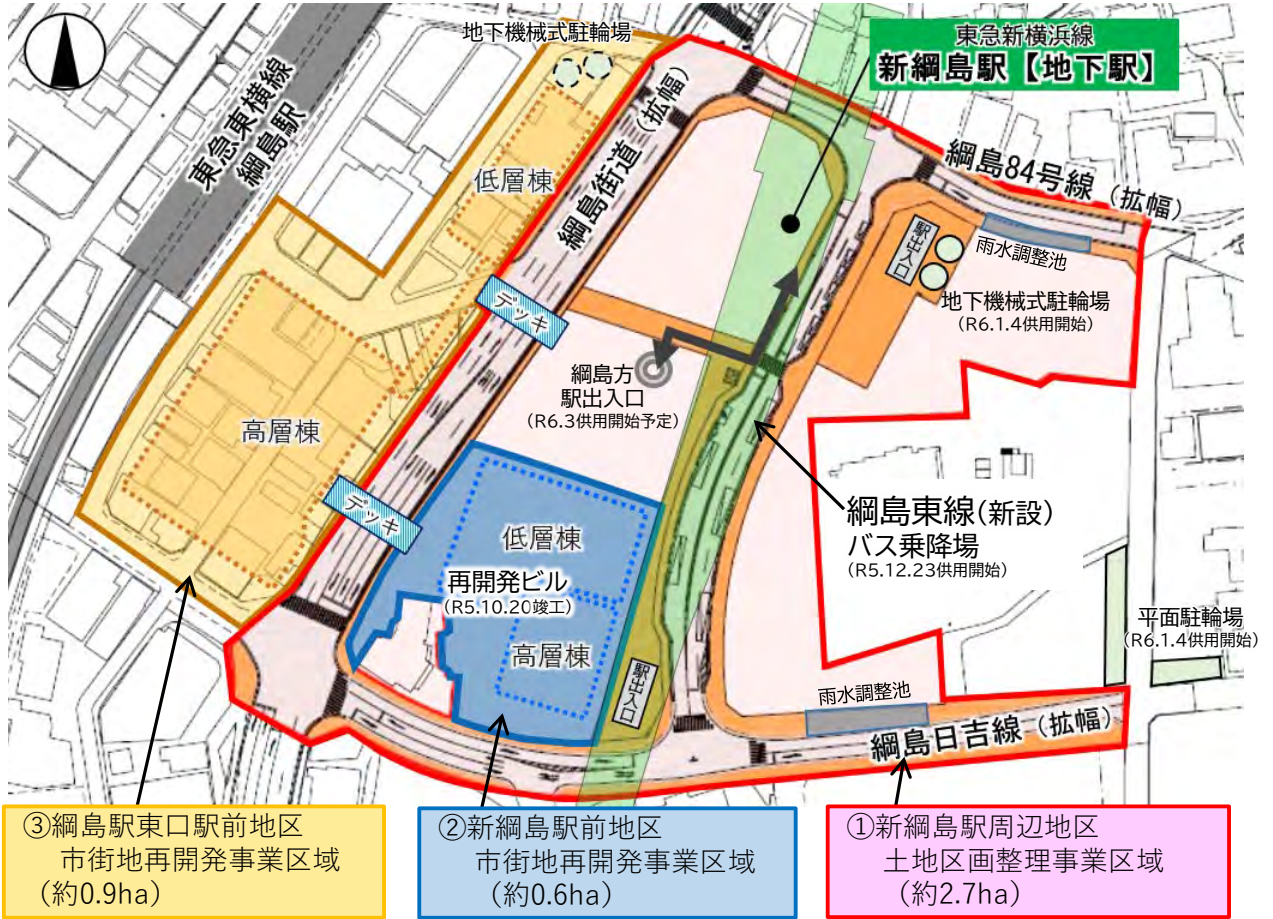 地下機械式駐輪場
東急新横浜線
新綱島駅【地下駅】
東急東横線
綱島駅
低層棟
綱島街道
(拡幅)
綱島84号線(拡幅)
駅出入口
雨水調整池
地下機械式駐輪場
(R6.1.4供用開始)
デッキ
綱島方
駅出入口
(R6.3供用開始予定)
高層棟
デッキ
綱島東線(新設)
バス乗降場
(R5.12.23供用開始)
低層棟
再開発ビル
(R5.10.20竣工)
高層棟
駅出入口
平面駐輪場
(R6.1.4供用開始)
雨水調整池
綱島日吉線(拡幅)
③綱島駅東口駅前地区
市街地再開発事業区域
(約0.9ha)
②新綱島駅前地区
市街地再開発事業区域
(約0.6ha)
①新綱島駅周辺地区
土地区画整理事業区域
(約2.7ha)